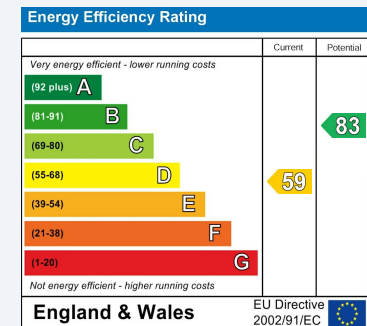 Energy Efficiency Rating
Current Potential
Very energy efficient - lower running costs
(92 plus) A
(81-91) B
(69-80) C
(55-68) D
(39-54) E
(21-38) F
(1-20) G
83
59
Not energy efficient - higher running costs
England & Wales
EU Directive
2002/91/EC